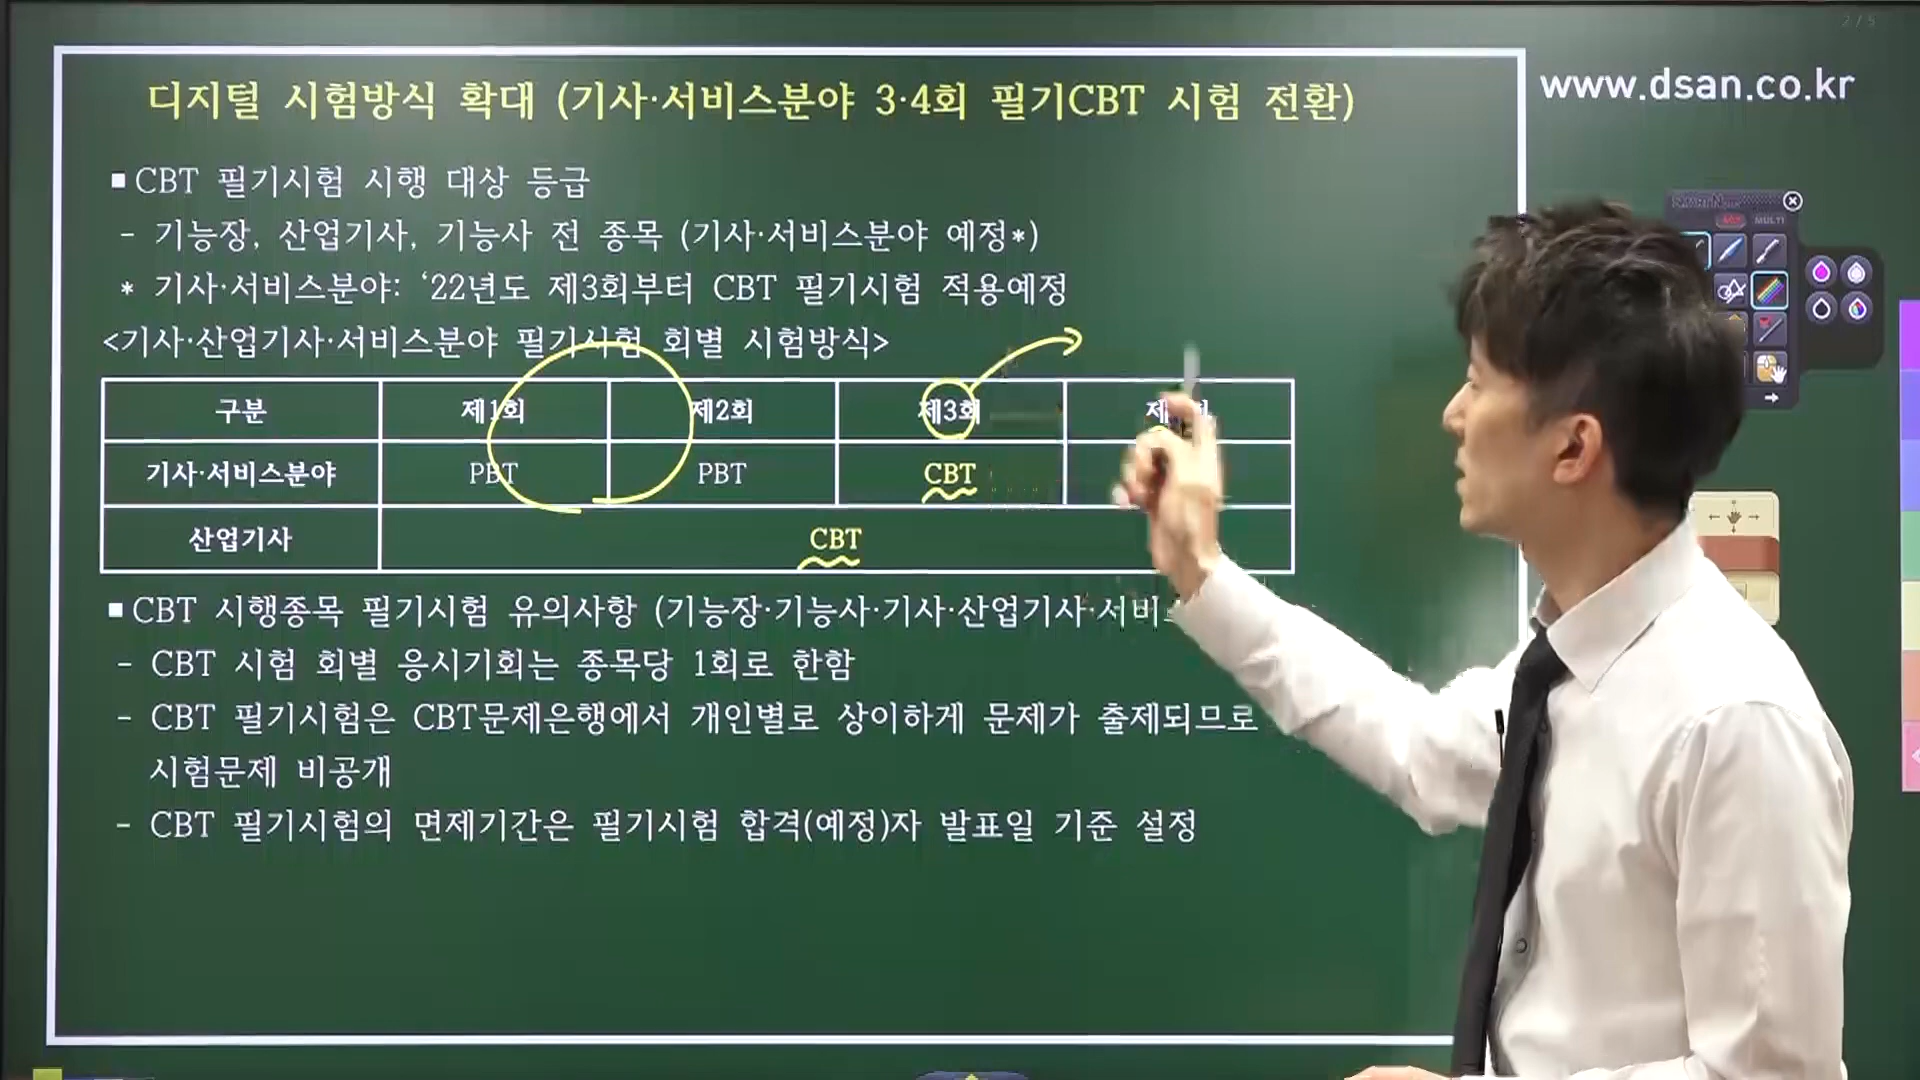 2 / 5
www.dsan.co.kr
디지털 시험방식 확대 (기사·서비스분야 3·4회 필기CBT 시험 전환)
■ CBT 필기시험 시행 대상 등급
- 기능장, 산업기사, 기능사 전 종목 (기사·서비스분야 예정*)
* 기사·서비스분야: ‘22년도 제3회부터 CBT 필기시험 적용예정
<기사·산업기사·서비스분야 필기시험 회별 시험방식>
구분 제1회 제2회 제3회 제
기사·서비스분야 PBT PBT CBT
산업기사 CBT
■ CBT 시행종목 필기시험 유의사항 (기능장·기능사·기사·산업기사·서비
- CBT 시험 회별 응시기회는 종목당 1회로 한함
- CBT 필기시험은 CBT문제은행에서 개인별로 상이하게 문제가 출제되므로
시험문제 비공개
- CBT 필기시험의 면제기간은 필기시험 합격(예정)자 발표일 기준 설정
MULTI